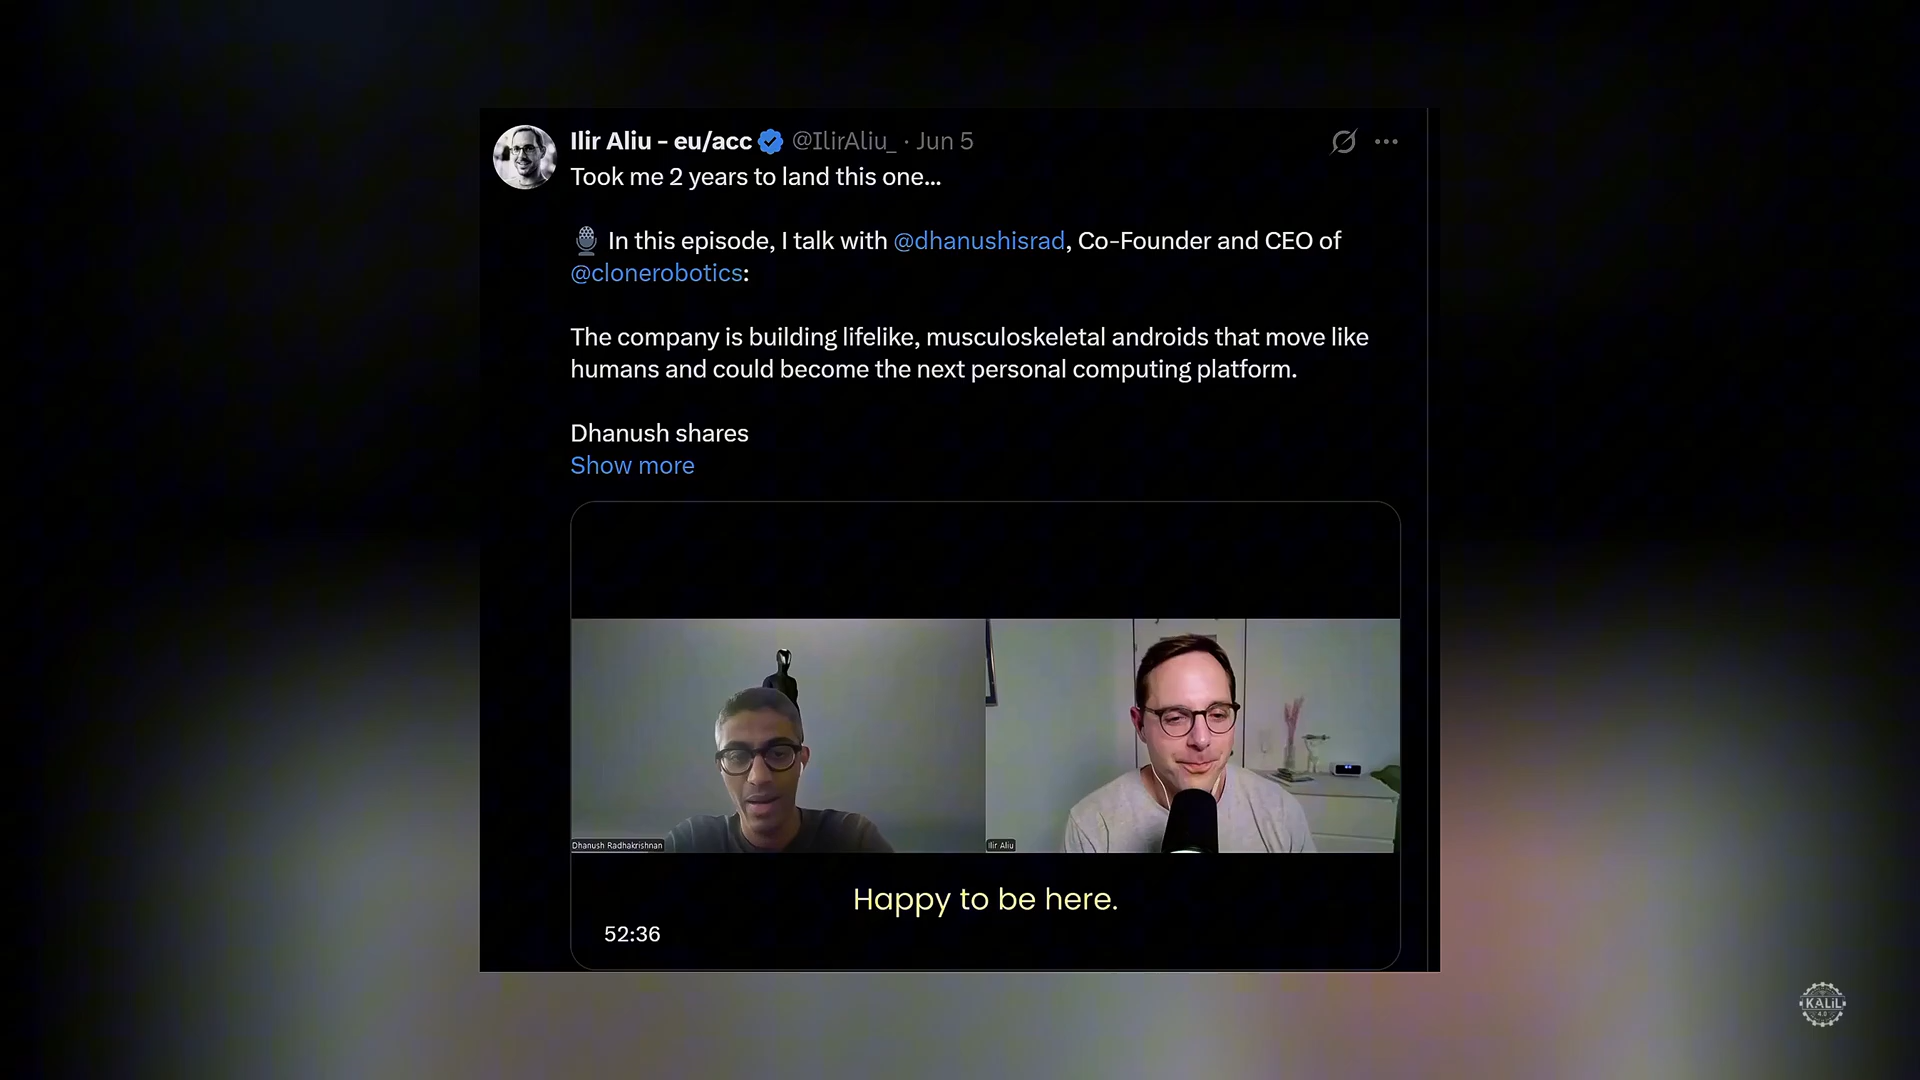 Ilir Aliu - eu/acc @IlirAliu_ · Jun 5
Took me 2 years to land this one...
In this episode, I talk with @dhanushisrad, Co-Founder and CEO of
@clonerobotics:
The company is building lifelike, musculoskeletal androids that move like
humans and could become the next personal computing platform.
Dhanush shares
Show more
Dhanush Radhakrishnan
Ilir Aliu
Happy to be here.
52:36
KALIL
4.0